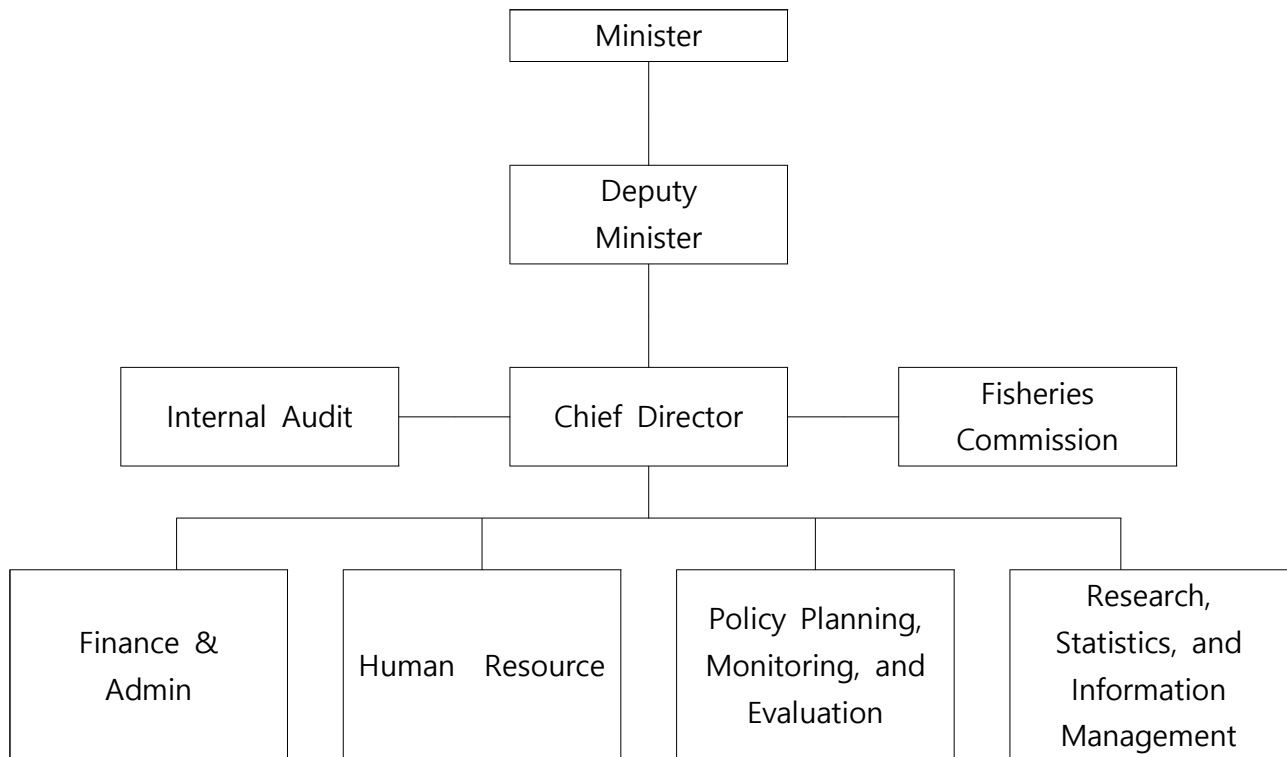 Minister
Deputy
Minister
Internal Audit
Chief Director
Fisheries
Commission
Finance &
Admin
Human Resource
Policy Planning,
Monitoring, and
Evaluation
Research,
Statistics, and
Information
Management